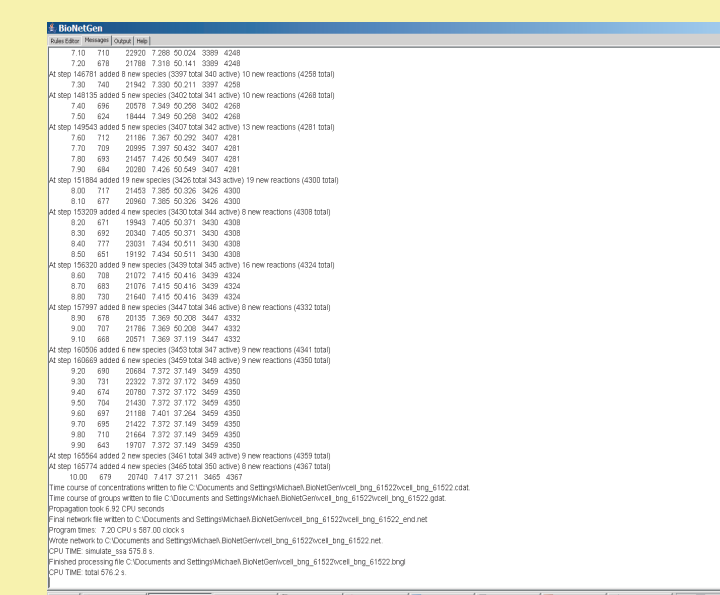 BioNetGen
Rules Editor Messages Output Help
7.10 710 22920 7.288 50.024 3389 4248
7.20 678 21788 7.318 50.141 3389 4248
At step 146781 added 8 new species (3397 total 340 active) 10 new reactions (4258 total)
7.30 740 21942 7.330 50.211 3397 4258
At step 148135 added 5 new species (3402 total 341 active) 10 new reactions (4268 total)
7.40 696 20578 7.349 50.258 3402 4268
7.50 624 18444 7.349 50.258 3402 4268
At step 149543 added 5 new species (3407 total 342 active) 13 new reactions (4281 total)
7.60 712 21186 7.367 50.292 3407 4281
7.70 709 20995 7.397 50.432 3407 4281
7.80 693 21457 7.426 50.549 3407 4281
7.90 684 20280 7.426 50.549 3407 4281
At step 151884 added 19 new species (3426 total 343 active) 19 new reactions (4300 total)
8.00 717 21453 7.385 50.326 3426 4300
8.10 677 20960 7.385 50.326 3426 4300
At step 153209 added 4 new species (3430 total 344 active) 8 new reactions (4308 total)
8.20 671 19943 7.405 50.371 3430 4308
8.30 692 20340 7.405 50.371 3430 4308
8.40 777 23031 7.434 50.511 3430 4308
8.50 651 19192 7.434 50.511 3430 4308
At step 156320 added 9 new species (3439 total 345 active) 16 new reactions (4324 total)
8.60 708 21072 7.415 50.416 3439 4324
8.70 683 21076 7.415 50.416 3439 4324
8.80 730 21640 7.415 50.416 3439 4324
At step 157997 added 8 new species (3447 total 346 active) 8 new reactions (4332 total)
8.90 678 20135 7.369 50.208 3447 4332
9.00 707 21786 7.369 50.208 3447 4332
9.10 668 20571 7.369 37.119 3447 4332
At step 160506 added 6 new species (3453 total 347 active) 9 new reactions (4341 total)
At step 160669 added 6 new species (3459 total 348 active) 9 new reactions (4350 total)
9.20 690 20684 7.372 37.149 3459 4350
9.30 731 22322 7.372 37.172 3459 4350
9.40 674 20780 7.372 37.172 3459 4350
9.50 704 21430 7.372 37.172 3459 4350
9.60 697 21188 7.401 37.264 3459 4350
9.70 695 21422 7.372 37.149 3459 4350
9.80 710 21664 7.372 37.149 3459 4350
9.90 643 19707 7.372 37.149 3459 4350
At step 165564 added 2 new species (3461 total 349 active) 9 new reactions (4359 total)
At step 165774 added 4 new species (3465 total 350 active) 8 new reactions (4367 total)
10.00 679 20740 7.417 37.211 3465 4367
Time course of concentrations written to file C:\Documents and Settings\Michael\.BioNetGen\vcell_bng_61522\vcell_bng_61522.cdat.
Time course of groups written to file C:\Documents and Settings\Michael\.BioNetGen\vcell_bng_61522\vcell_bng_61522.gdat.
Propagation took 6.92 CPU seconds
Final network file written to C:\Documents and Settings\Michael\.BioNetGen\vcell_bng_61522\vcell_bng_61522_end.net
Program times: 7.20 CPU s 587.00 clock s
Wrote network to C:\Documents and Settings\Michael\.BioNetGen\vcell_bng_61522\vcell_bng_61522.net.
CPU TIME: simulate_ssa 575.8 s.
Finished processing file C:\Documents and Settings\Michael\.BioNetGen\vcell_bng_61522\vcell_bng_61522.bngl
CPU TIME: total 576.2 s.